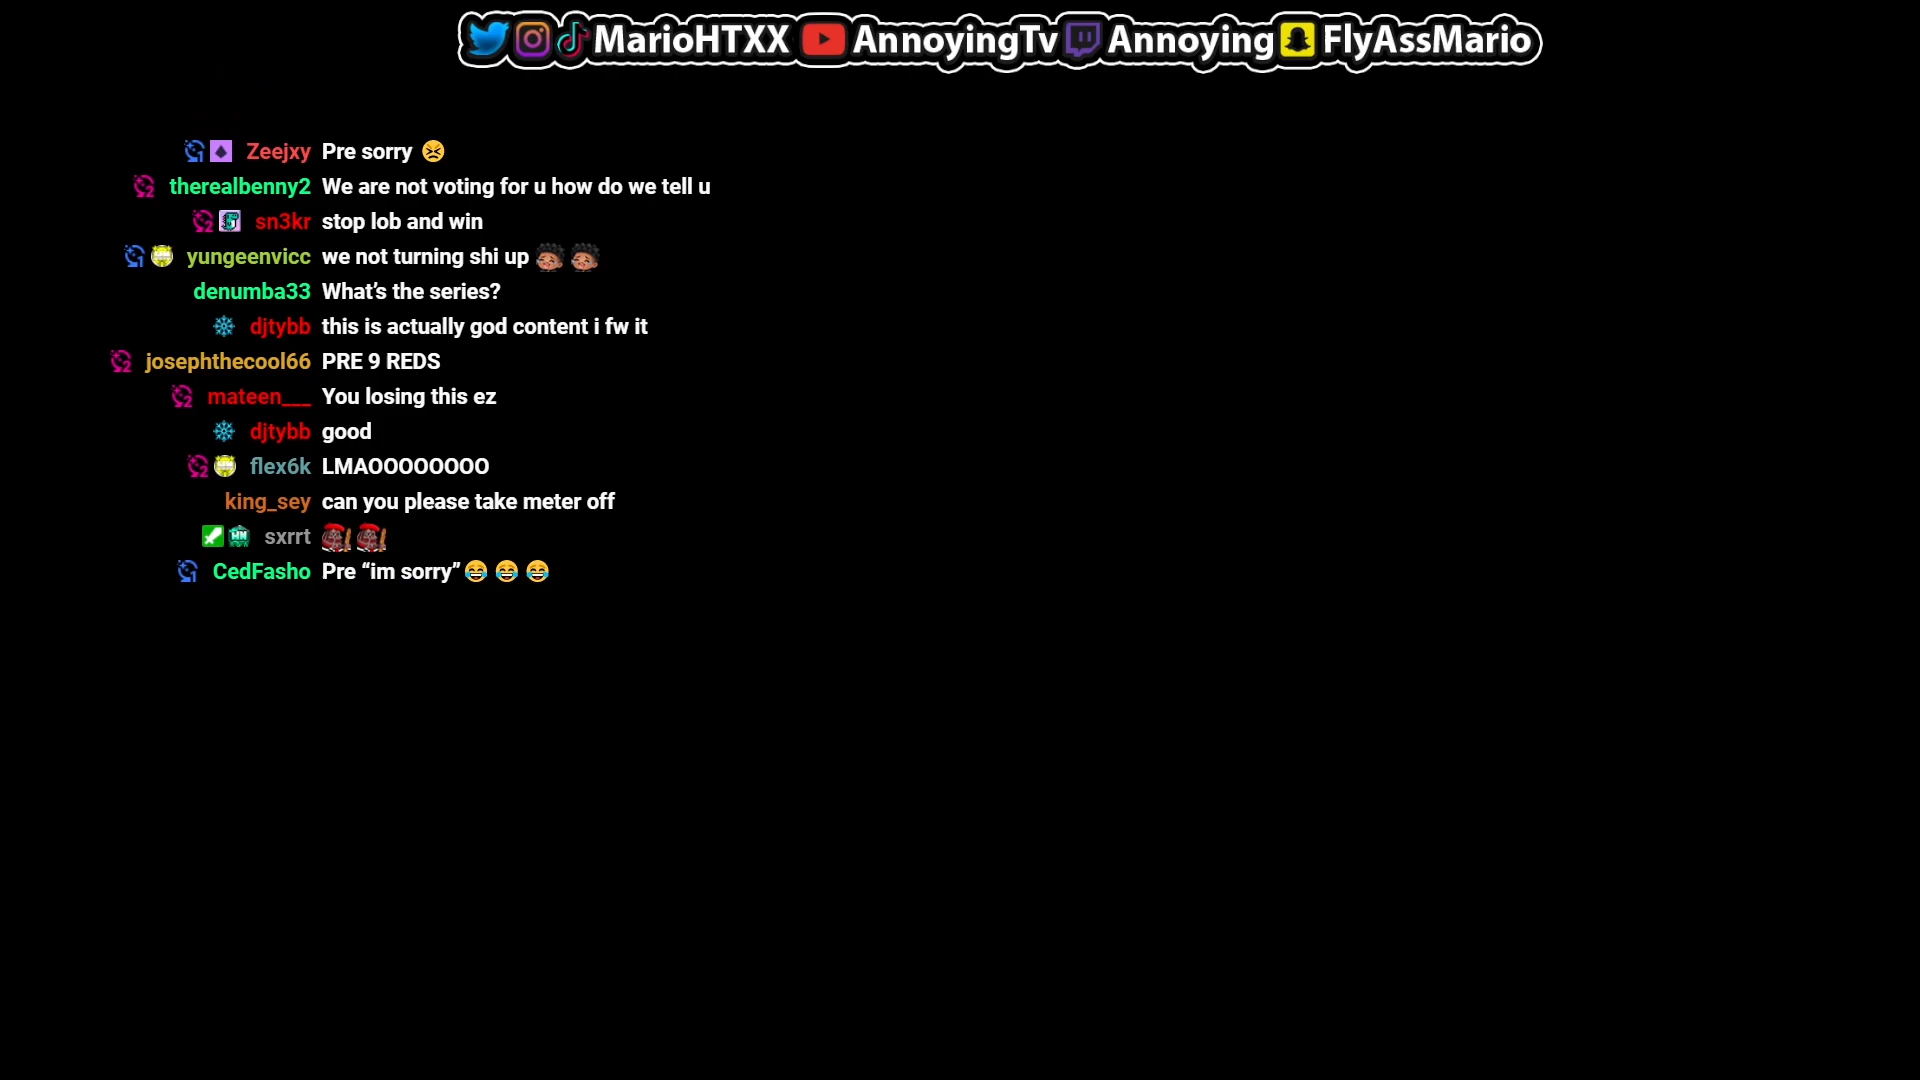 MarioHTXX AnnoyingTv Annoying FlyAssMario
Zeejxy Pre sorry 😣
therealbenny2 We are not voting for u how do we tell u
sn3kr stop lob and win
yungeenvicc we not turning shi up
denumba33 What’s the series?
djtybb this is actually god content i fw it
josephthecool66 PRE 9 REDS
mateen___ You losing this ez
djtybb good
flex6k LMAOOOOOOOO
king_sey can you please take meter off
sxrrt
CedFasho Pre “im sorry”😂 😂 😂